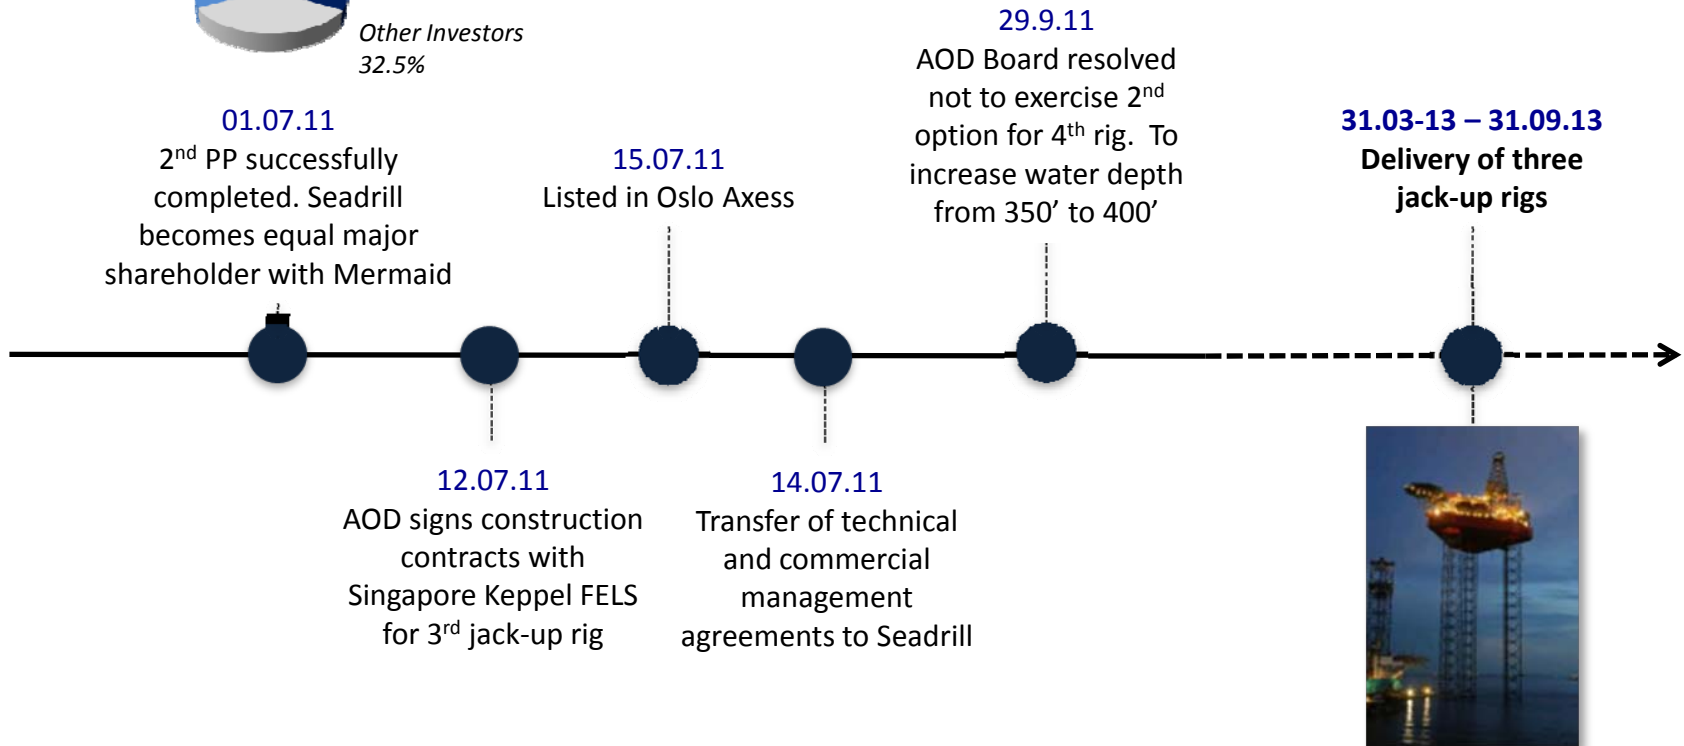 Other Investors
32.5%
01.07.11
2nd PP successfully
completed. Seadrill
becomes equal major
shareholder with Mermaid
12.07.11
AOD signs construction
contracts with
Singapore Keppel FELS
for 3rd jack-up rig
15.07.11
Listed in Oslo Axess
14.07.11
Transfer of technical
and commercial
management
agreements to Seadrill
29.9.11
AOD Board resolved
not to exercise 2nd
option for 4th rig.  To
increase water depth
from 350’ to 400’
31.03-13 – 31.09.13
Delivery of three
jack-up rigs